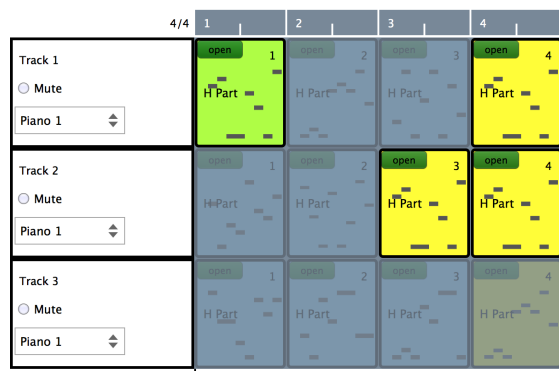 4/4 1 2 3 4
Track 1
open 1 open 2 open 3 open 4
Mute
H Part H Part H Part H Part
Piano 1
Track 2
open 1 open 2 open 3 open 4
Mute
H Part H Part H Part H Part
Piano 1
Track 3
open 1 open 2 open 3 open 4
Mute
H Part H Part H Part H Part
Piano 1